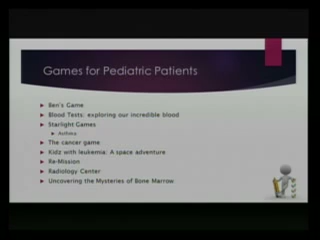 Games for Pediatric Patients
Ben's Game
Blood Tests: exploring our incredible blood
Starlight Games
Asthma
The cancer game
Kidz with leukemia: A space adventure
Re-Mission
Radiology Center
Uncovering the Mysteries of Bone Marrow